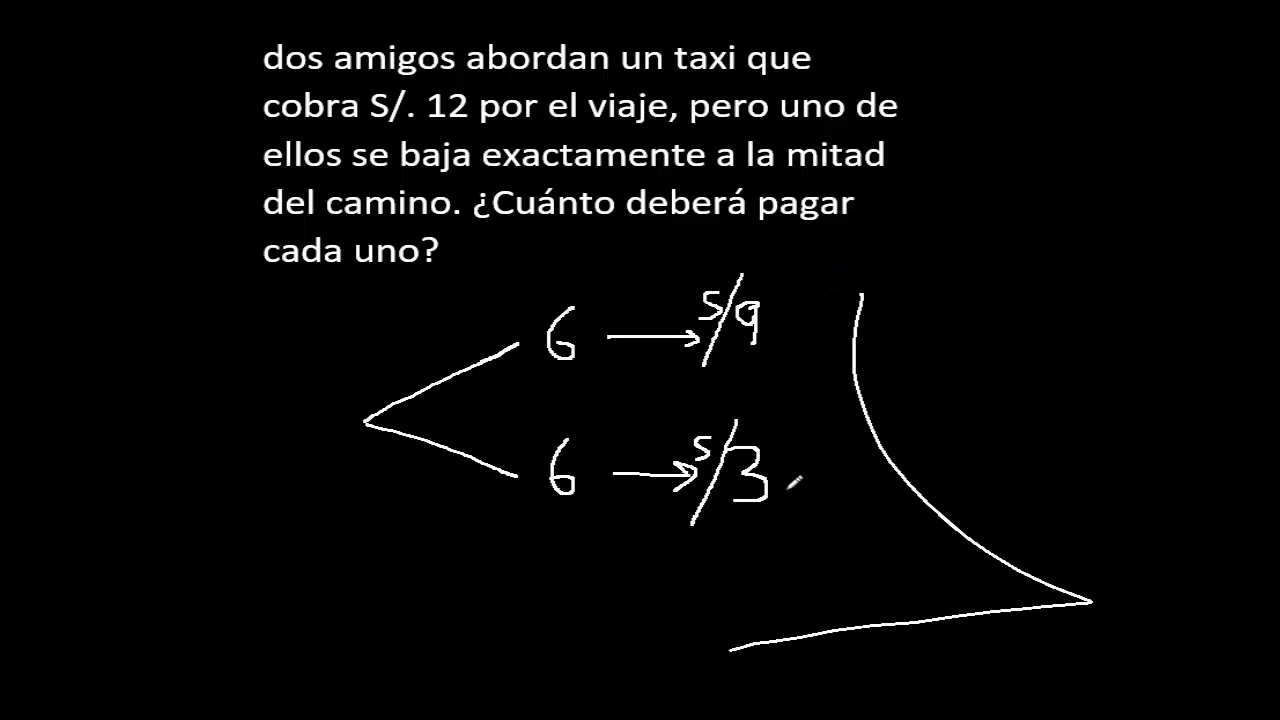 dos amigos abordan un taxi que
cobra S/. 12 por el viaje, pero uno de
ellos se baja exactamente a la mitad
del camino. ¿Cuánto deberá pagar
cada uno?
6 → S/9
6 → S/3